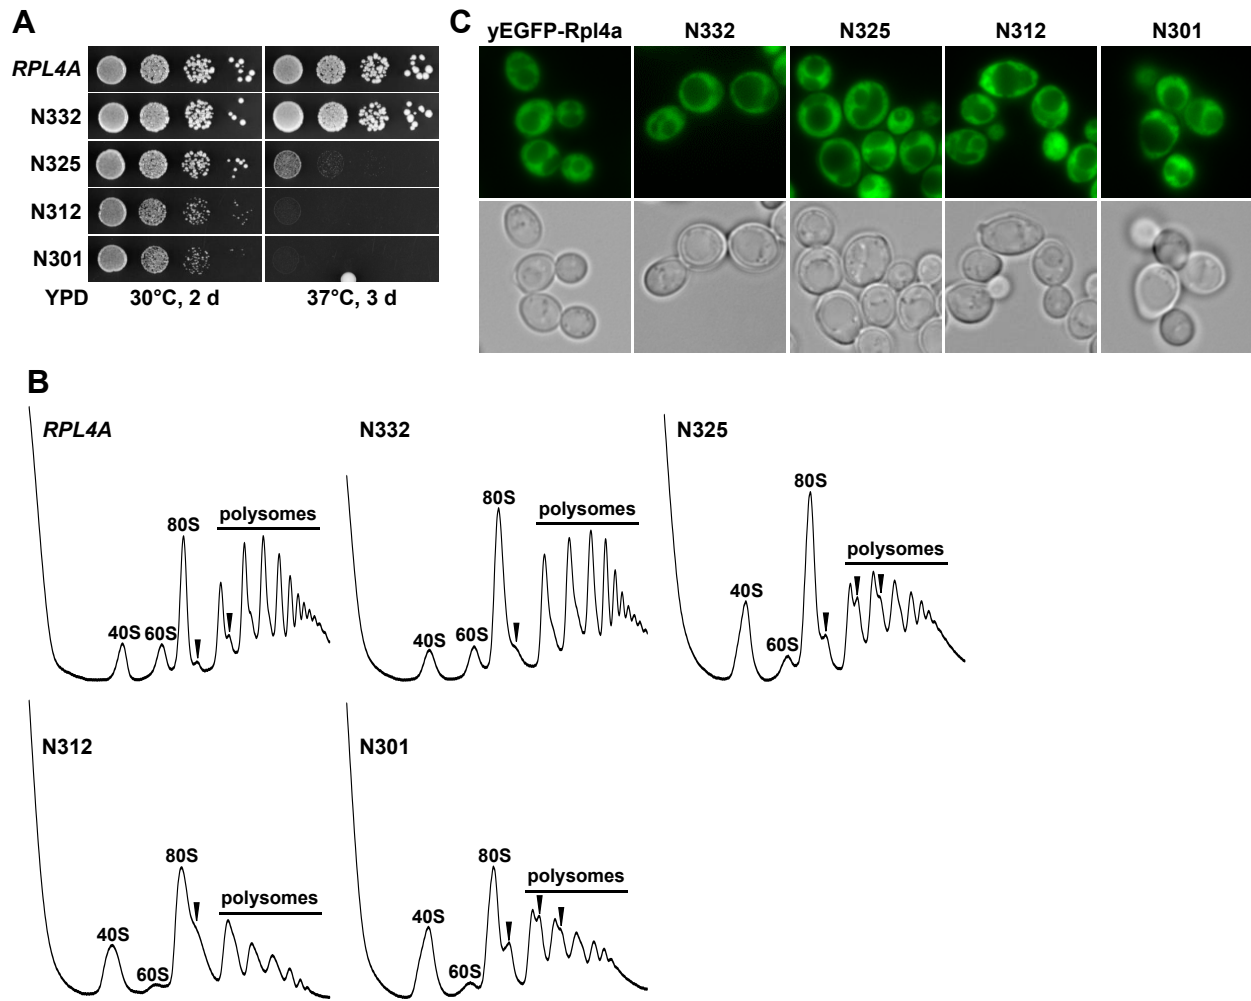 A
RPL4A
N332
N325
N312
N301
YPD 30°C, 2 d 37°C, 3 d
C
yEGFP-Rpl4a N332 N325 N312 N301
B
RPL4A
40S 60S 80S polysomes
N332
40S 60S 80S polysomes
N325
40S 60S 80S polysomes
N312
40S 60S 80S polysomes
N301
40S 60S 80S polysomes